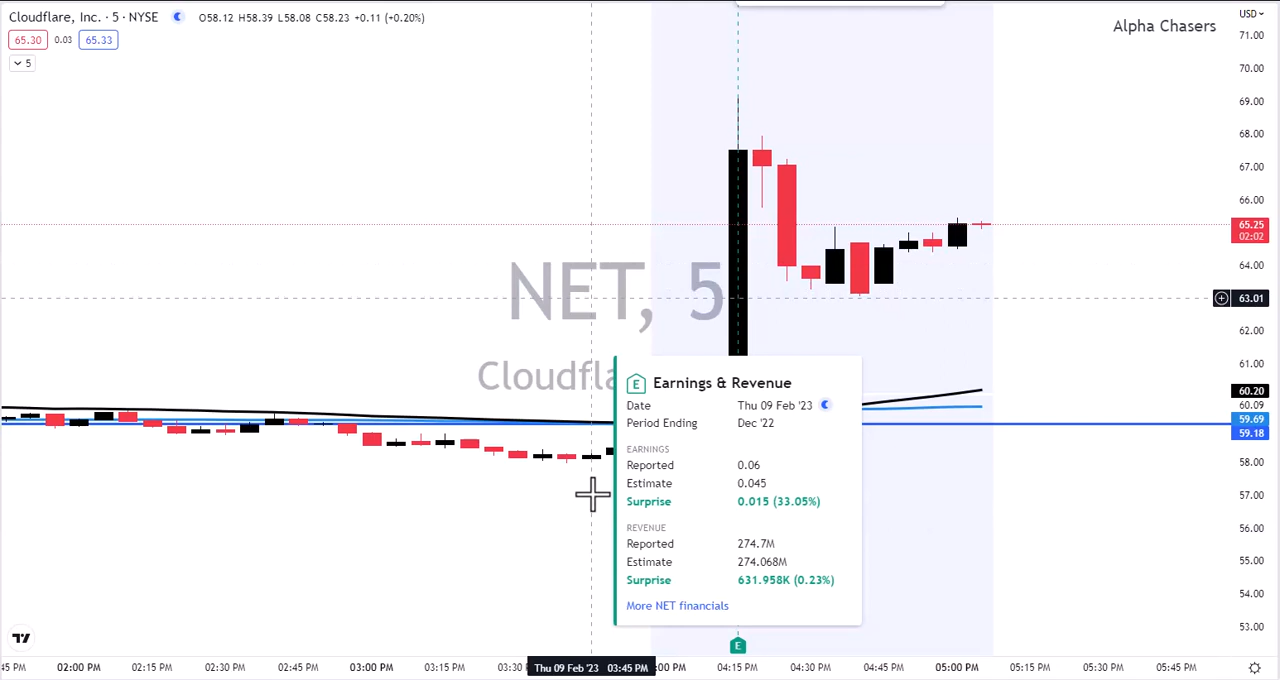 Cloudflare, Inc. · 5 · NYSE O58.12 H58.39 L58.08 C58.23 +0.11 (+0.20%)
65.30 0.03 65.33
5
Alpha Chasers
USD
71.00
70.00
69.00
68.00
67.00
66.00
65.25
02:02
64.00
63.01
62.00
61.00
60.20
60.09
59.69
59.18
58.00
57.00
56.00
55.00
54.00
53.00
NET, 5
Cloudfla
E Earnings & Revenue
Date Thu 09 Feb '23
Period Ending Dec '22
EARNINGS
Reported 0.06
Estimate 0.045
Surprise 0.015 (33.05%)
REVENUE
Reported 274.7M
Estimate 274.068M
Surprise 631.958K (0.23%)
More NET financials
E
:45 PM 02:00 PM 02:15 PM 02:30 PM 02:45 PM 03:00 PM 03:15 PM 03:30 Thu 09 Feb '23 03:45 PM :00 PM 04:15 PM 04:30 PM 04:45 PM 05:00 PM 05:15 PM 05:30 PM 05:45 PM